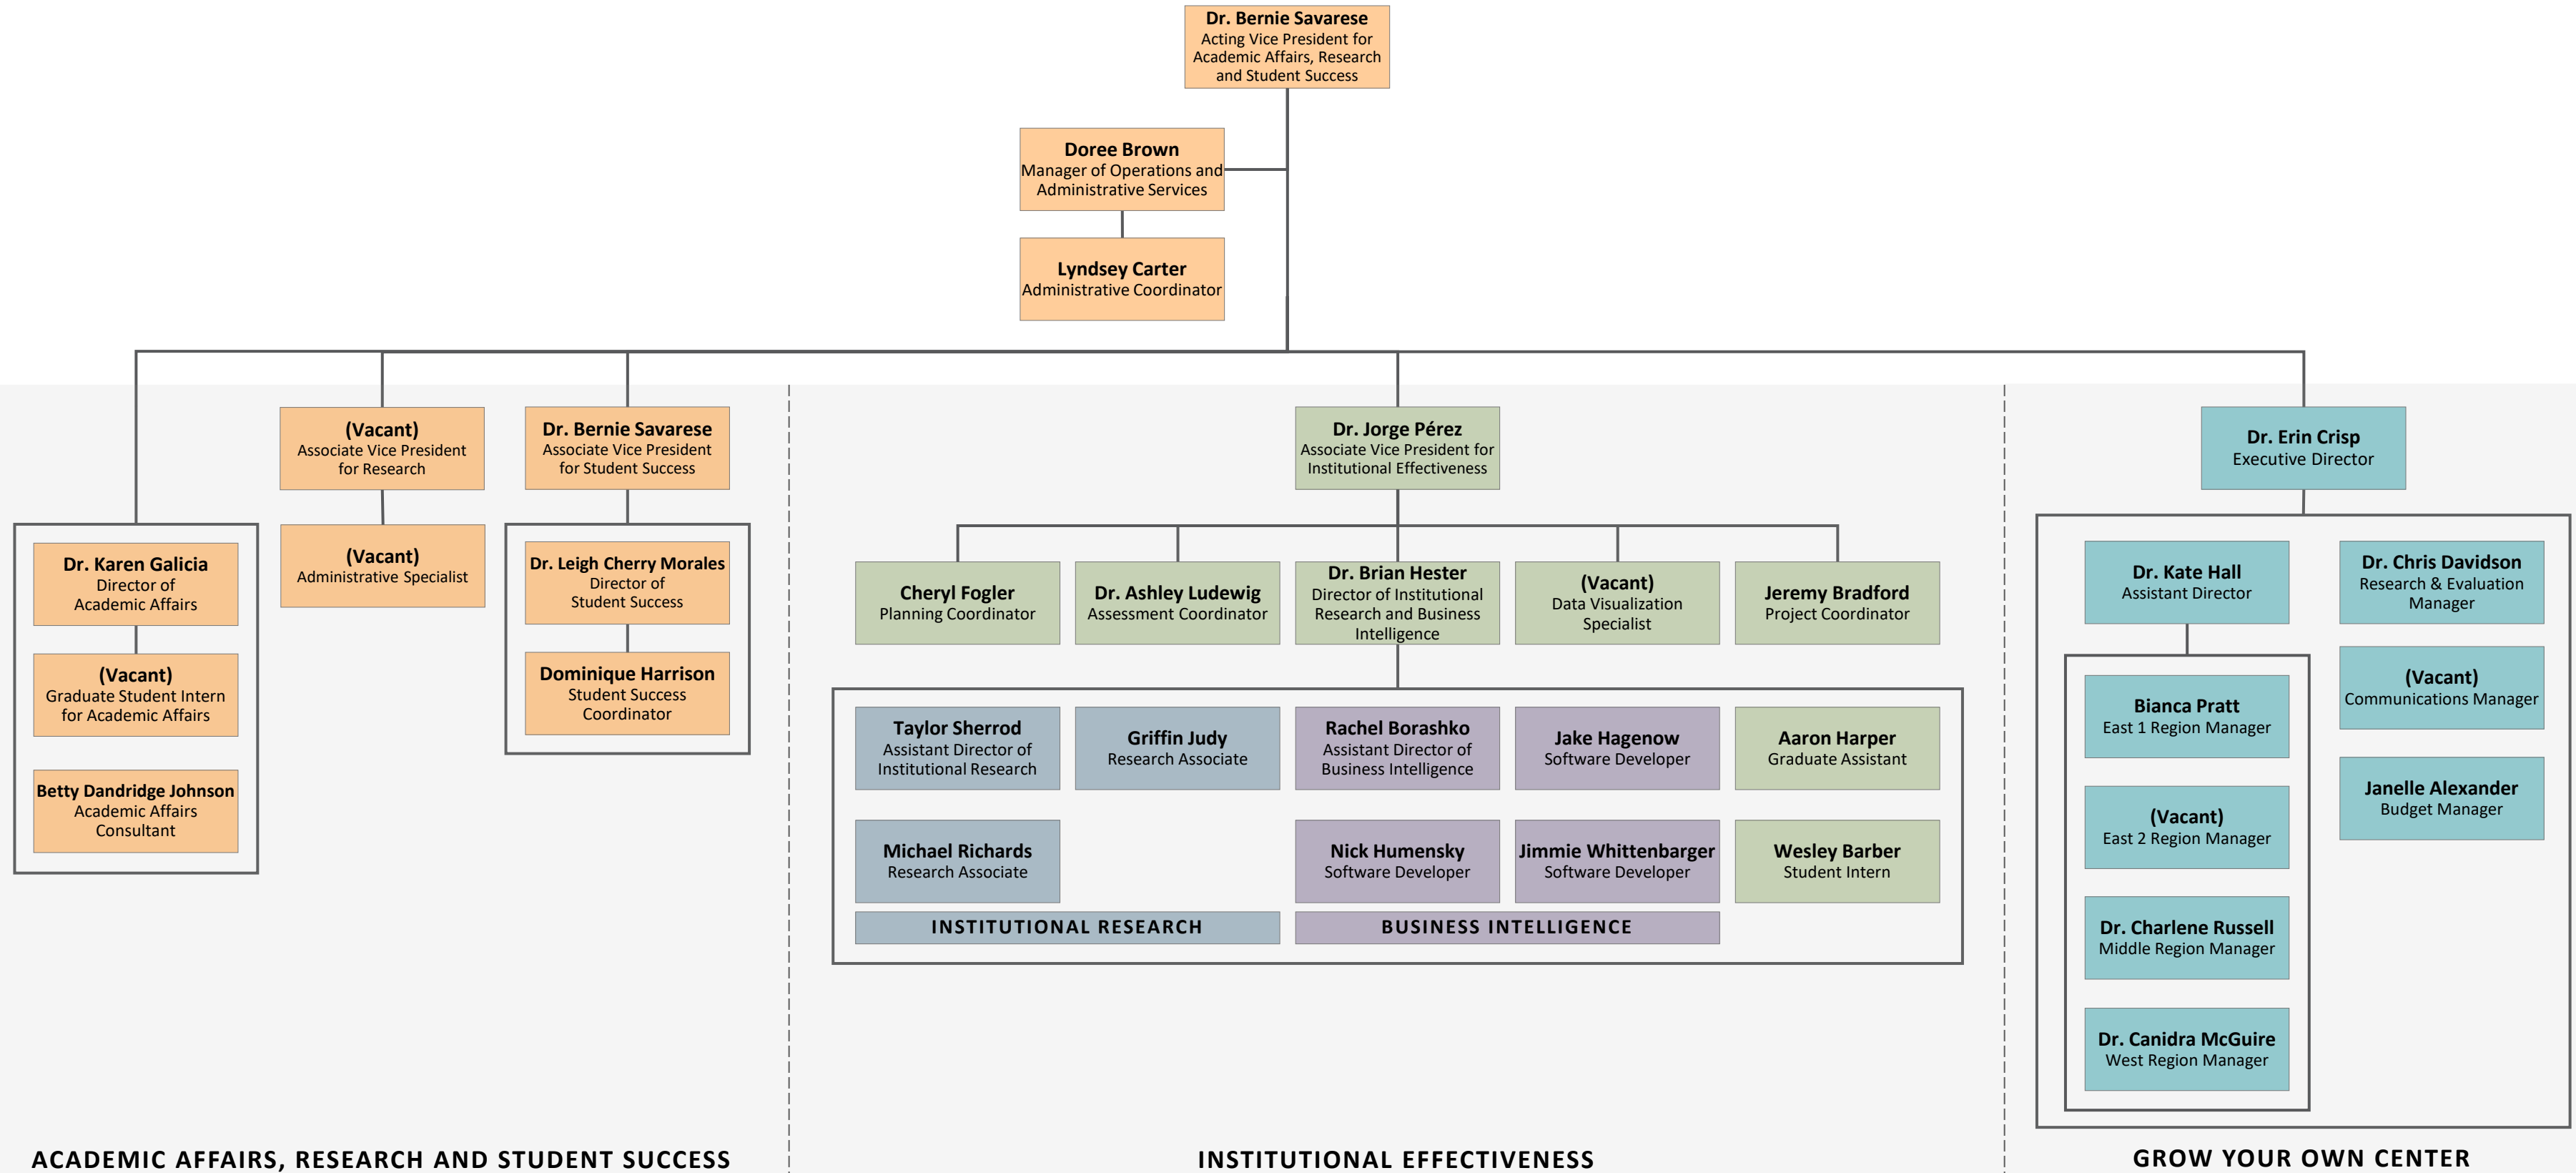 Dr. Bernie Savarese
Acting Vice President for
Academic Affairs, Research
and Student Success
Doree Brown
Manager of Operations and
Administrative Services
Lyndsey Carter
Administrative Coordinator
(Vacant)
Associate Vice President
for Research
Dr. Bernie Savarese
Associate Vice President
for Student Success
Dr. Karen Galicia
Director of
Academic Affairs
(Vacant)
Graduate Student Intern
for Academic Affairs
Betty Dandridge Johnson
Academic Affairs
Consultant
(Vacant)
Administrative Specialist
Dr. Leigh Cherry Morales
Director of
Student Success
Dominique Harrison
Student Success
Coordinator
ACADEMIC AFFAIRS, RESEARCH AND STUDENT SUCCESS
Dr. Jorge Pérez
Associate Vice President for
Institutional Effectiveness
Cheryl Fogler
Planning Coordinator
Dr. Ashley Ludewig
Assessment Coordinator
Dr. Brian Hester
Director of Institutional
Research and Business
Intelligence
(Vacant)
Data Visualization
Specialist
Jeremy Bradford
Project Coordinator
Taylor Sherrod
Assistant Director of
Institutional Research
Griffin Judy
Research Associate
Rachel Borashko
Assistant Director of
Business Intelligence
Jake Hagenow
Software Developer
Aaron Harper
Graduate Assistant
Michael Richards
Research Associate
Nick Humensky
Software Developer
Jimmie Whittenbarger
Software Developer
Wesley Barber
Student Intern
INSTITUTIONAL RESEARCH
BUSINESS INTELLIGENCE
INSTITUTIONAL EFFECTIVENESS
Dr. Erin Crisp
Executive Director
Dr. Kate Hall
Assistant Director
Bianca Pratt
East 1 Region Manager
(Vacant)
East 2 Region Manager
Dr. Charlene Russell
Middle Region Manager
Dr. Canidra McGuire
West Region Manager
Dr. Chris Davidson
Research & Evaluation
Manager
(Vacant)
Communications Manager
Janelle Alexander
Budget Manager
GROW YOUR OWN CENTER